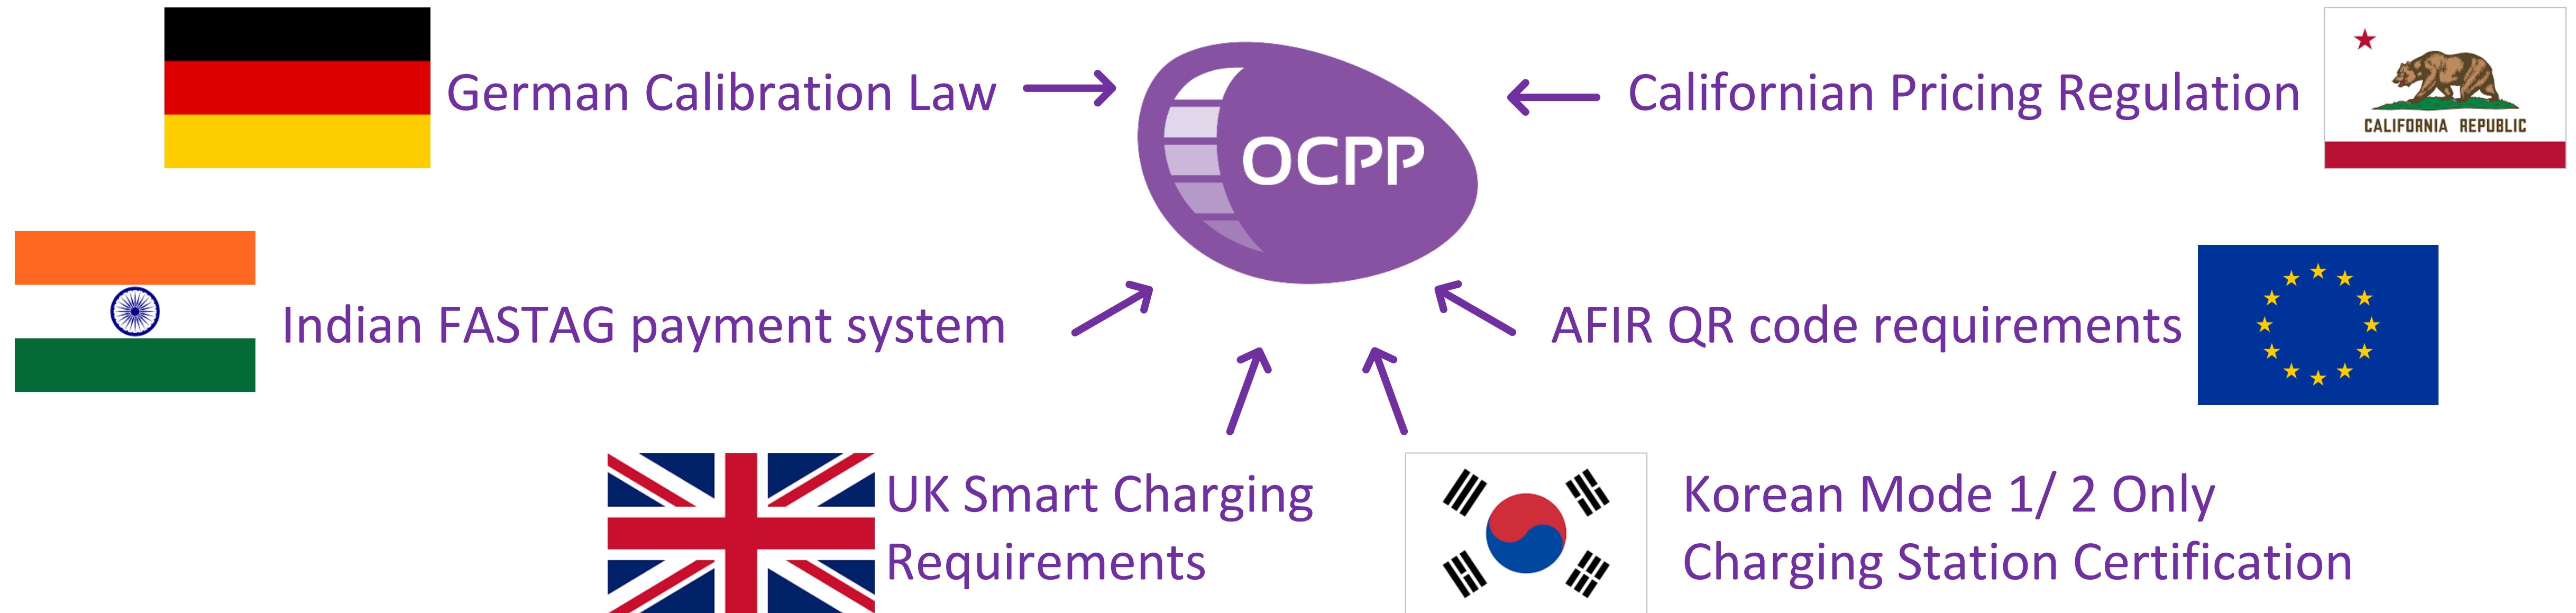 German Calibration Law
OCPP
Californian Pricing Regulation
CALIFORNIA REPUBLIC
Indian FASTAG payment system
AFIR QR code requirements
UK Smart Charging
Requirements
Korean Mode 1/ 2 Only
Charging Station Certification